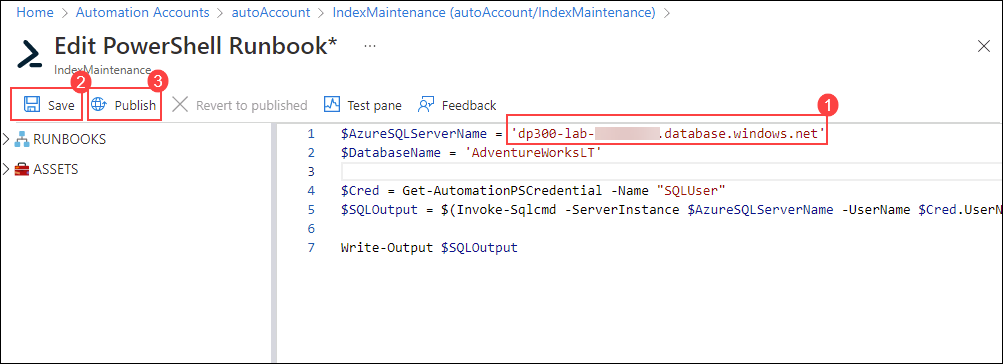 Home > Automation Accounts > autoAccount > IndexMaintenance (autoAccount/IndexMaintenance) >
Edit PowerShell Runbook* ...
IndexMaintenance
2 3
Save Publish Revert to published Test pane Feedback
1
RUNBOOKS
ASSETS
1 $AzureSQLServerName = 'dp300-lab- .database.windows.net'
2 $DatabaseName = 'AdventureWorksLT'
3
4 $Cred = Get-AutomationPSCredential -Name "SQLUser"
5 $SQLOutput = $(Invoke-Sqlcmd -ServerInstance $AzureSQLServerName -UserName $Cred.UserN
6
7 Write-Output $SQLOutput